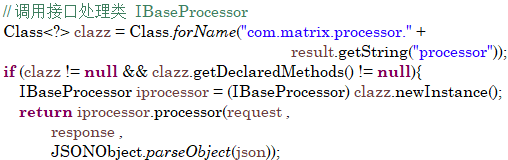 // 调用接口处理类 IBaseProcessor
Class<?> clazz = Class.forName("com.matrix.processor." +
result.getString("processor"));
if (clazz != null && clazz.getDeclaredMethods() != null){
IBaseProcessor iprocessor = (IBaseProcessor) clazz.newInstance();
return iprocessor.processor(request ,
response ,
JSONObject.parseObject(json));